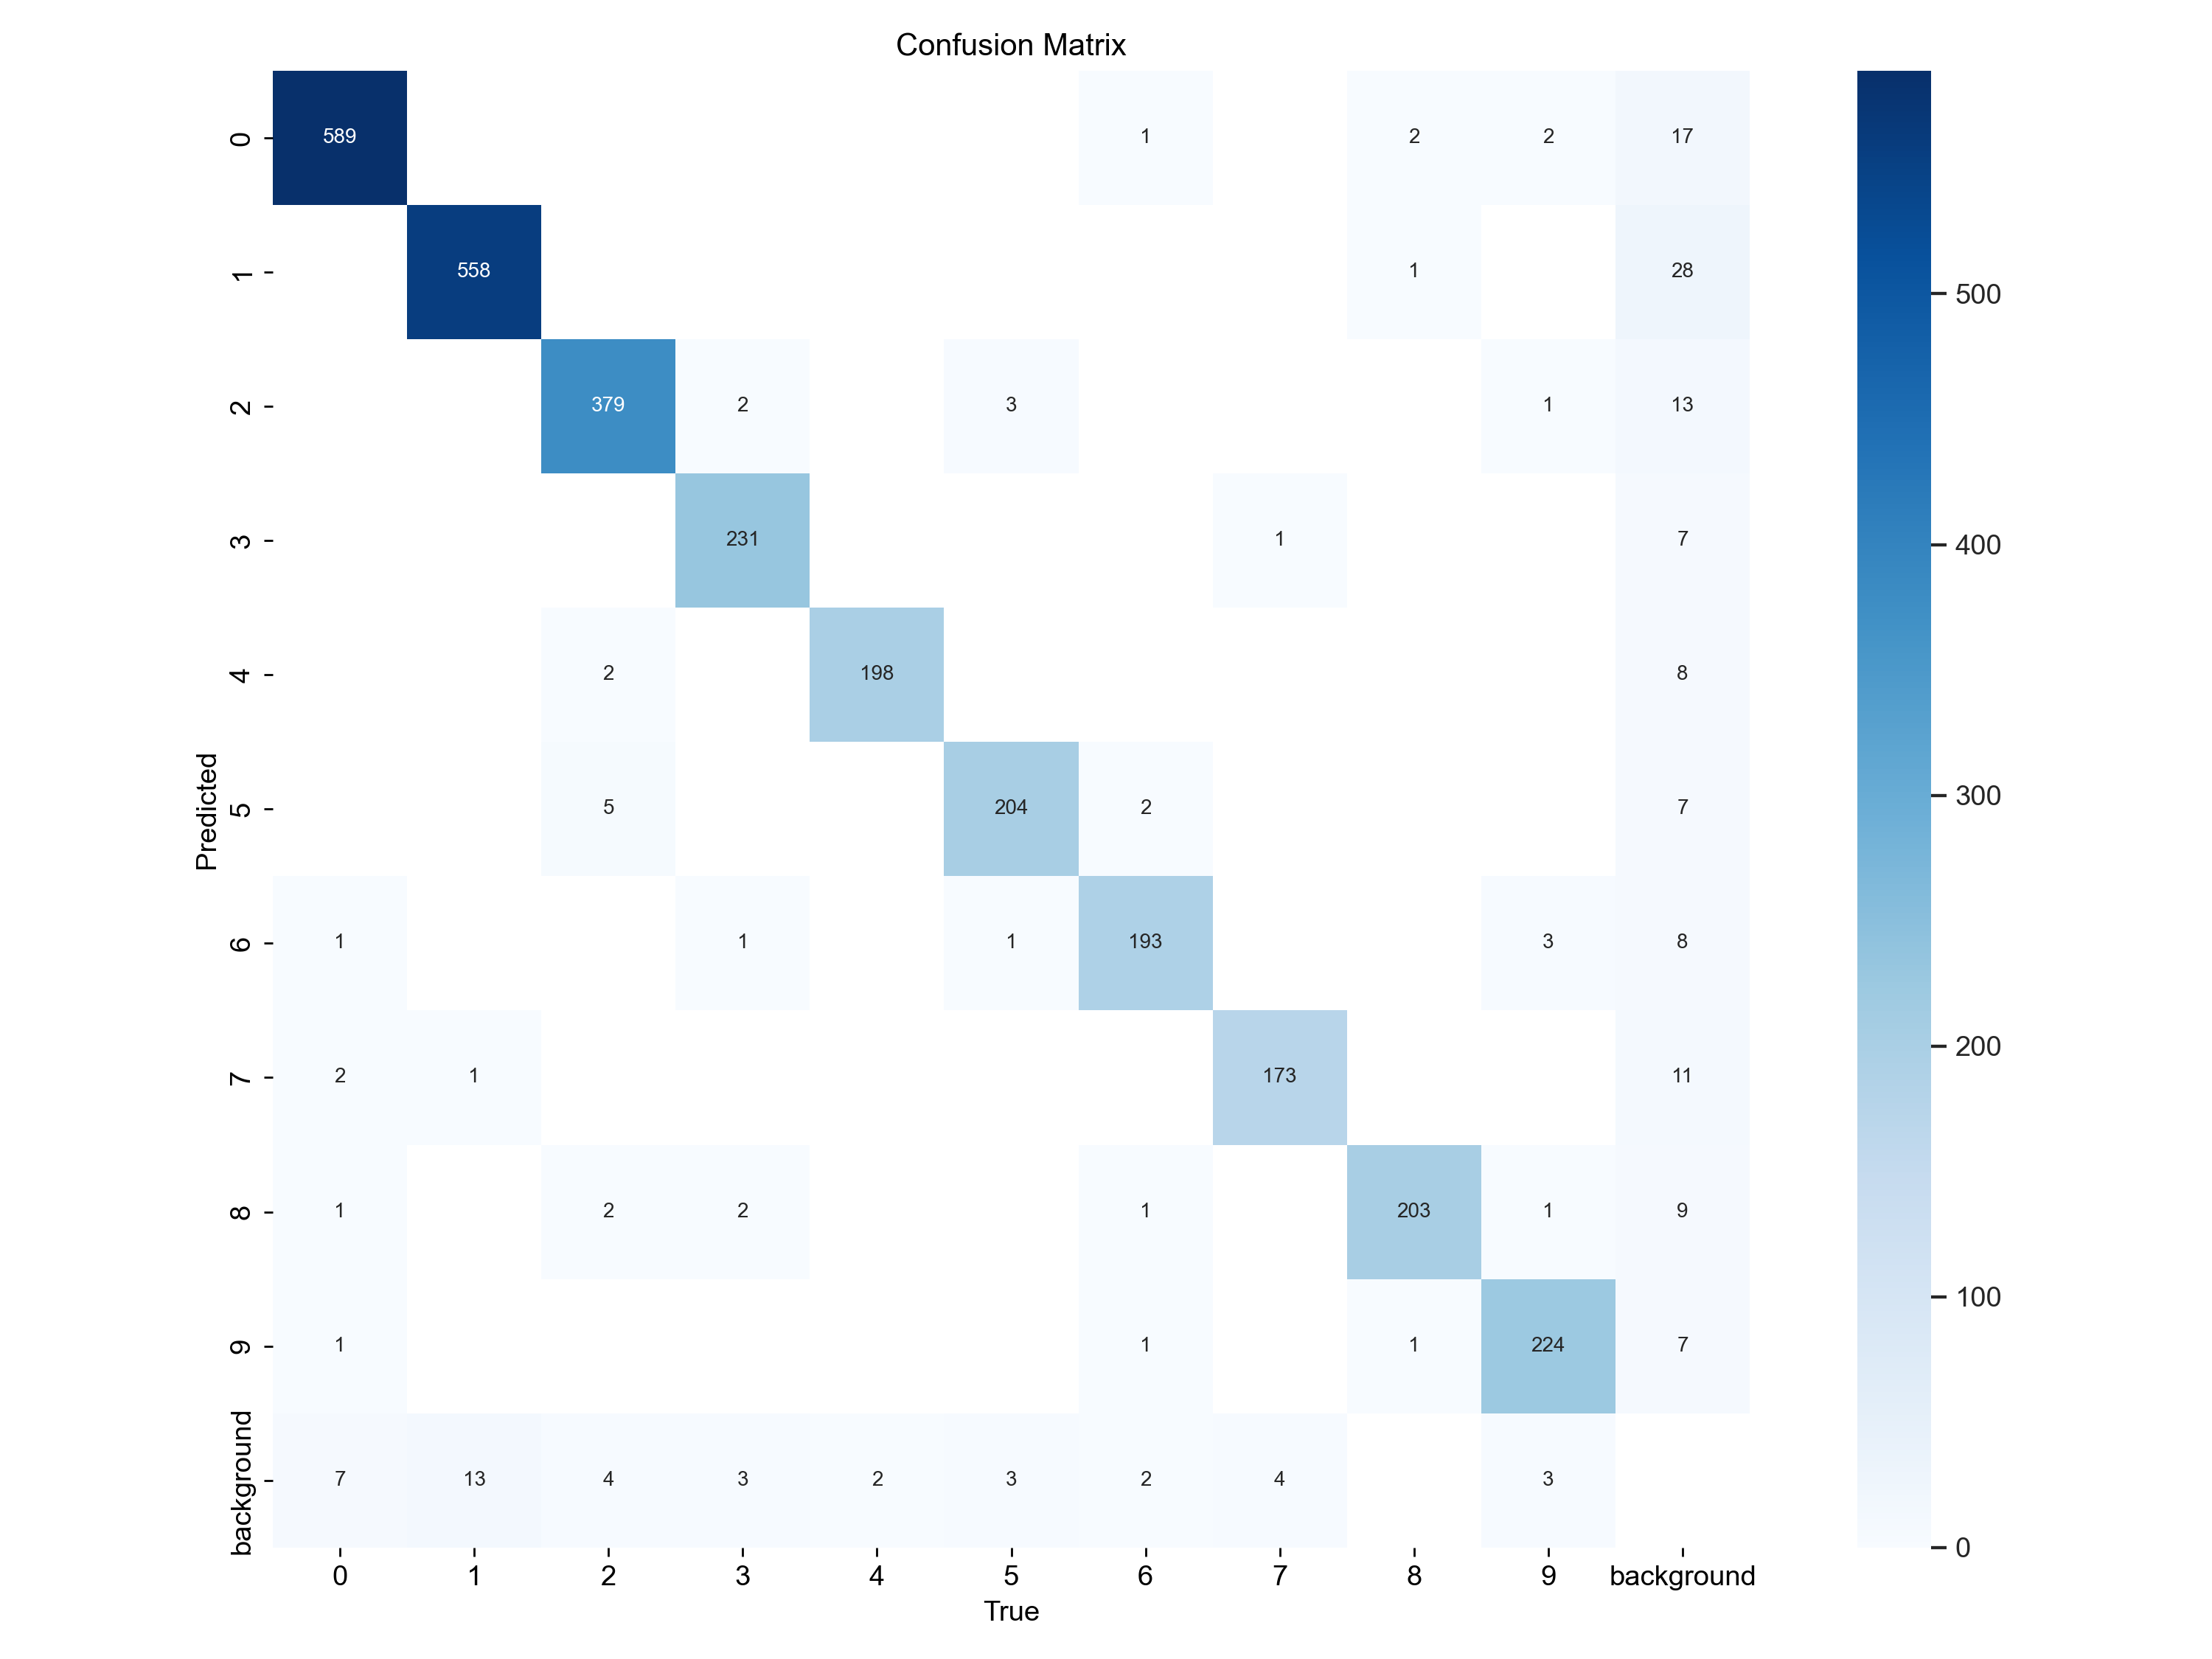 Confusion Matrix
0 589 1 2 2 17
1 558 1 28
500
2 379 2 3 1 13
3 231 1 7
400
4 2 198 8
Predicted
5 5 204 2 7
300
6 1 1 1 193 3 8
7 2 1 173 11
200
8 1 2 2 1 203 1 9
9 1 1 1 224 7
100
background 7 13 4 3 2 3 2 4 3
0
0 1 2 3 4 5 6 7 8 9 background
True